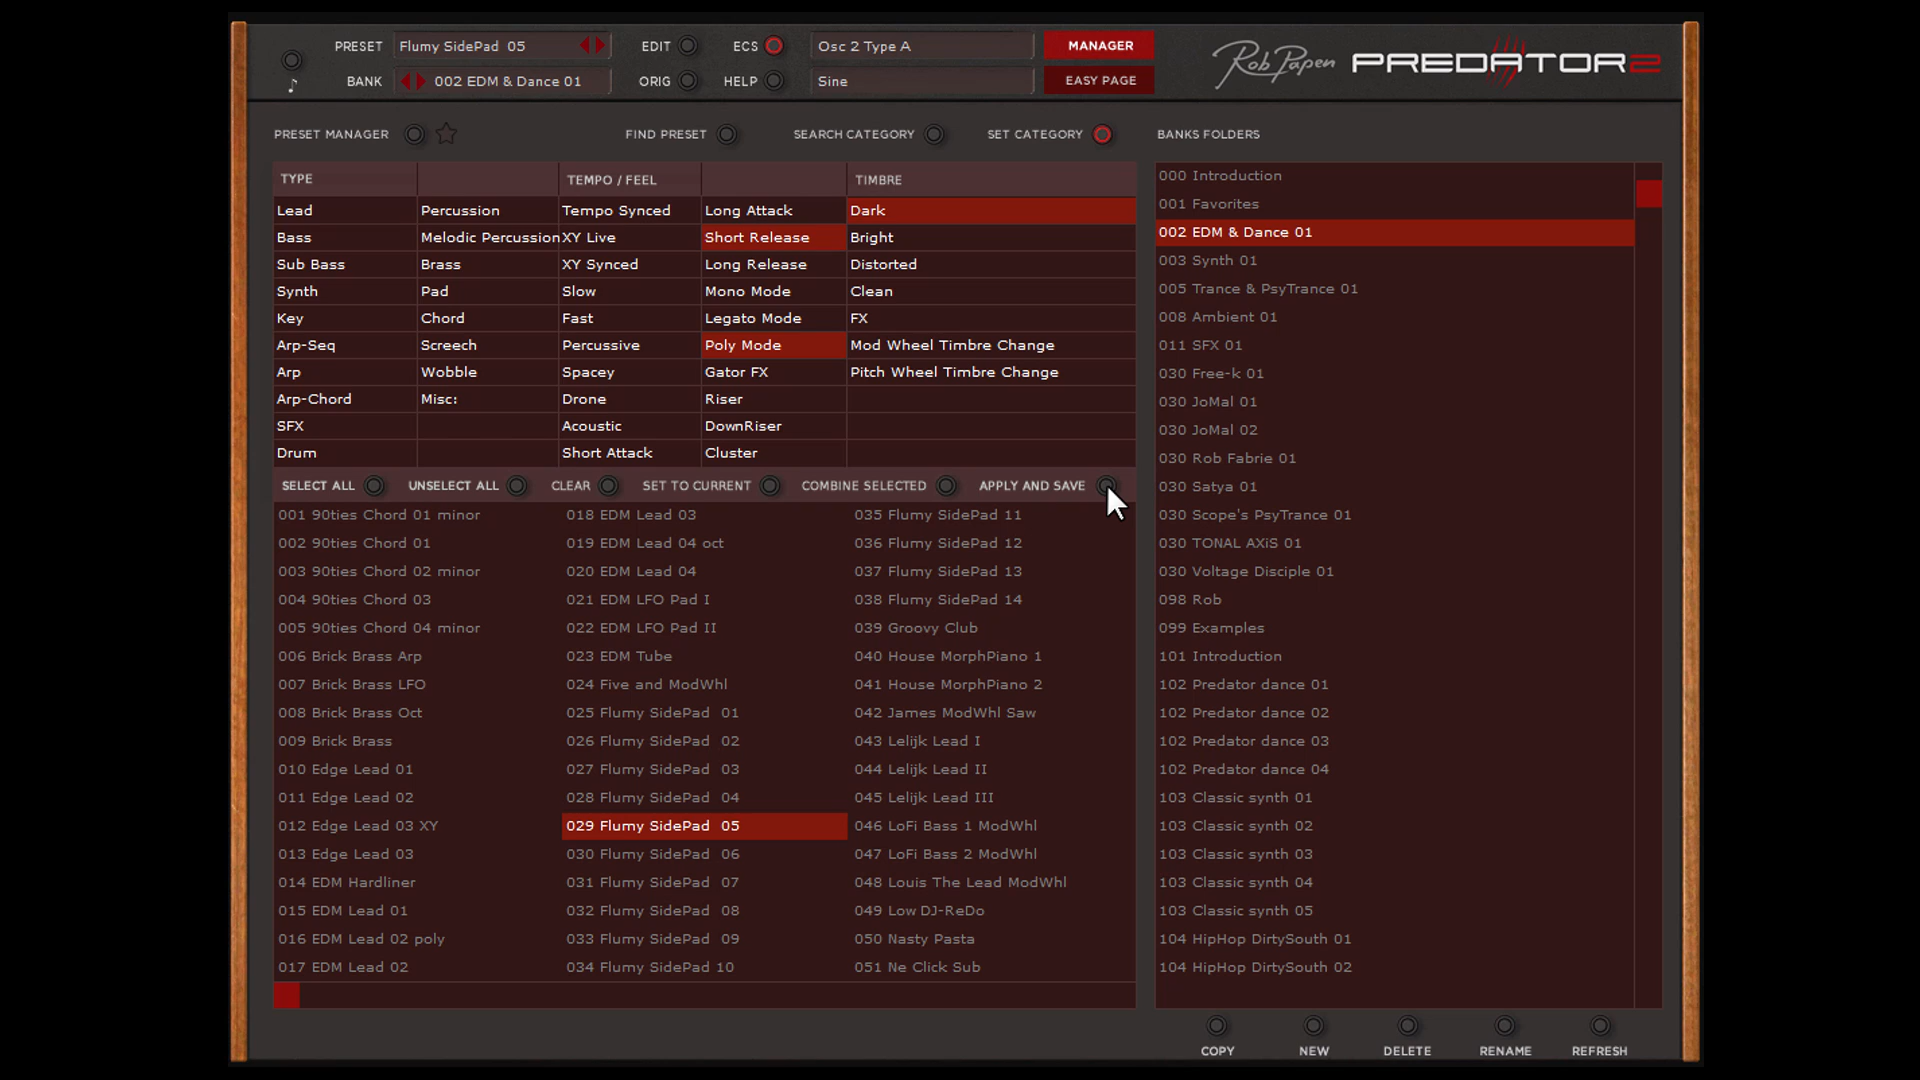 PRESET Flumy SidePad 05 EDIT ECS Osc 2 Type A MANAGER
BANK 002 EDM & Dance 01 ORIG HELP Sine EASY PAGE
Rob Papen PREDATOR2
PRESET MANAGER FIND PRESET SEARCH CATEGORY SET CATEGORY BANKS FOLDERS
TYPE TEMPO / FEEL TIMBRE
Lead Percussion Tempo Synced Long Attack Dark
Bass Melodic Percussion XY Live Short Release Bright
Sub Bass Brass XY Synced Long Release Distorted
Synth Pad Slow Mono Mode Clean
Key Chord Fast Legato Mode FX
Arp-Seq Screech Percussive Poly Mode Mod Wheel Timbre Change
Arp Wobble Spacey Gator FX Pitch Wheel Timbre Change
Arp-Chord Misc: Drone Riser
SFX Acoustic DownRiser
Drum Short Attack Cluster
SELECT ALL UNSELECT ALL CLEAR SET TO CURRENT COMBINE SELECTED APPLY AND SAVE
001 90ties Chord 01 minor 018 EDM Lead 03 035 Flumy SidePad 11
002 90ties Chord 01 019 EDM Lead 04 oct 036 Flumy SidePad 12
003 90ties Chord 02 minor 020 EDM Lead 04 037 Flumy SidePad 13
004 90ties Chord 03 021 EDM LFO Pad I 038 Flumy SidePad 14
005 90ties Chord 04 minor 022 EDM LFO Pad II 039 Groovy Club
006 Brick Brass Arp 023 EDM Tube 040 House MorphPiano 1
007 Brick Brass LFO 024 Five and ModWhl 041 House MorphPiano 2
008 Brick Brass Oct 025 Flumy SidePad 01 042 James ModWhl Saw
009 Brick Brass 026 Flumy SidePad 02 043 Lelijk Lead I
010 Edge Lead 01 027 Flumy SidePad 03 044 Lelijk Lead II
011 Edge Lead 02 028 Flumy SidePad 04 045 Lelijk Lead III
012 Edge Lead 03 XY 029 Flumy SidePad 05 046 LoFi Bass 1 ModWhl
013 Edge Lead 03 030 Flumy SidePad 06 047 LoFi Bass 2 ModWhl
014 EDM Hardliner 031 Flumy SidePad 07 048 Louis The Lead ModWhl
015 EDM Lead 01 032 Flumy SidePad 08 049 Low DJ-ReDo
016 EDM Lead 02 poly 033 Flumy SidePad 09 050 Nasty Pasta
017 EDM Lead 02 034 Flumy SidePad 10 051 Ne Click Sub
000 Introduction
001 Favorites
002 EDM & Dance 01
003 Synth 01
005 Trance & PsyTrance 01
008 Ambient 01
011 SFX 01
030 Free-k 01
030 JoMal 01
030 JoMal 02
030 Rob Fabrie 01
030 Satya 01
030 Scope's PsyTrance 01
030 TONAL AXiS 01
030 Voltage Disciple 01
098 Rob
099 Examples
101 Introduction
102 Predator dance 01
102 Predator dance 02
102 Predator dance 03
102 Predator dance 04
103 Classic synth 01
103 Classic synth 02
103 Classic synth 03
103 Classic synth 04
103 Classic synth 05
104 HipHop DirtySouth 01
104 HipHop DirtySouth 02
COPY NEW DELETE RENAME REFRESH